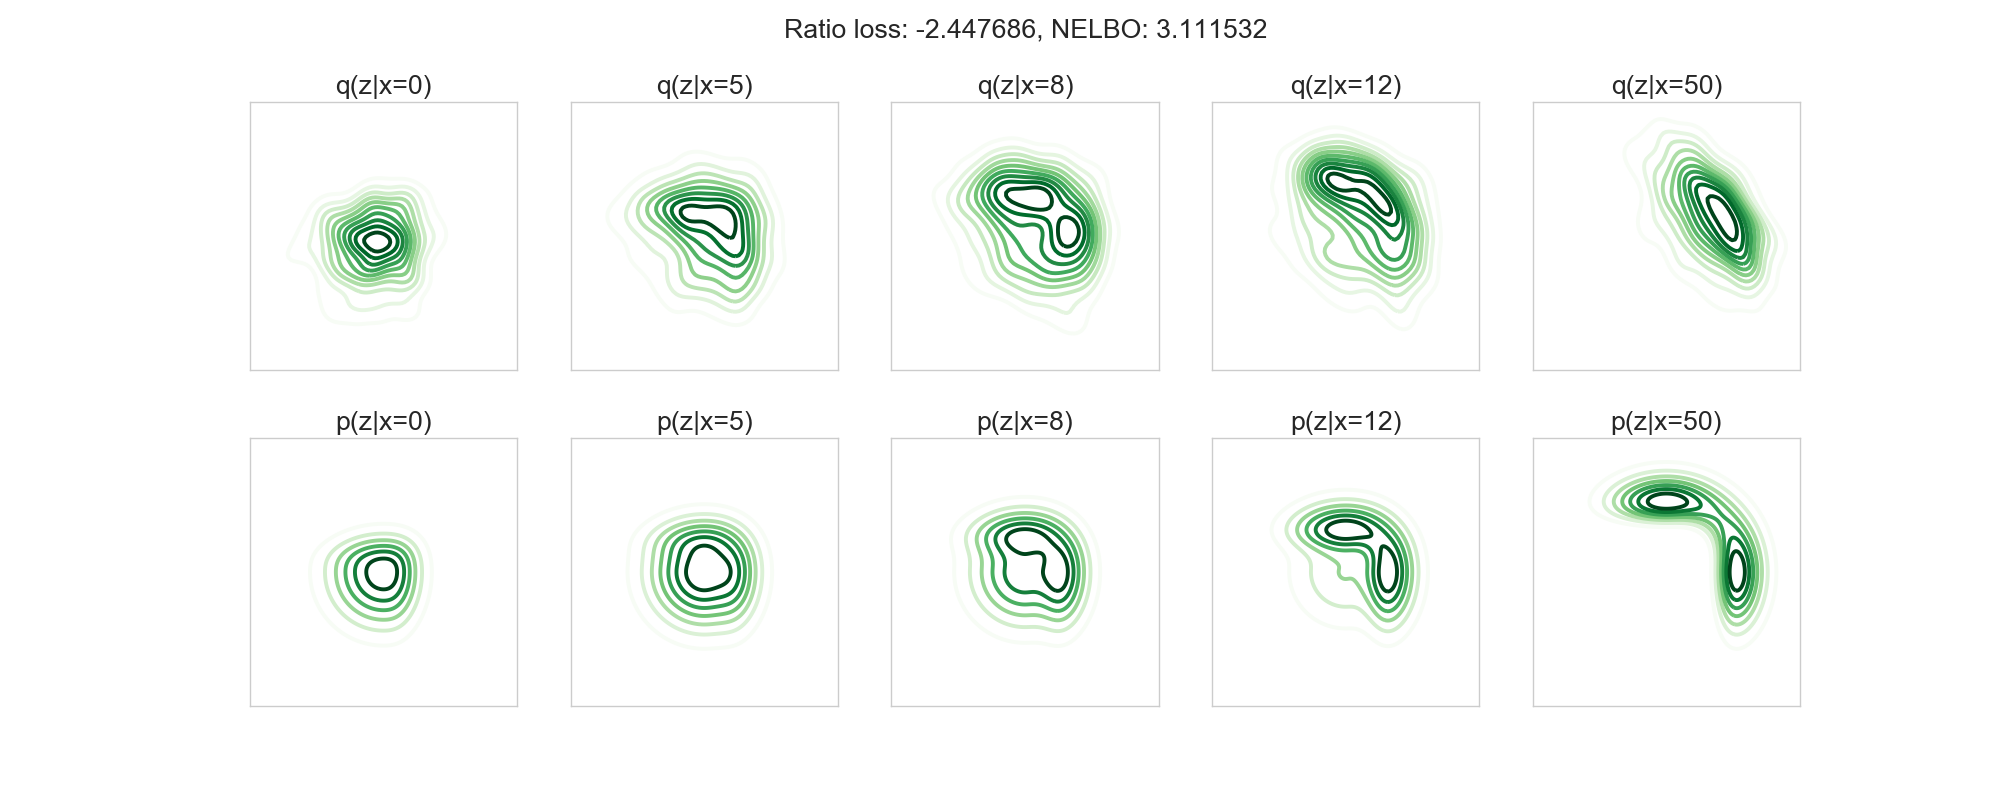 Ratio loss: -2.447686, NELBO: 3.111532
q(z|x=0) q(z|x=5) q(z|x=8) q(z|x=12) q(z|x=50)
p(z|x=0) p(z|x=5) p(z|x=8) p(z|x=12) p(z|x=50)